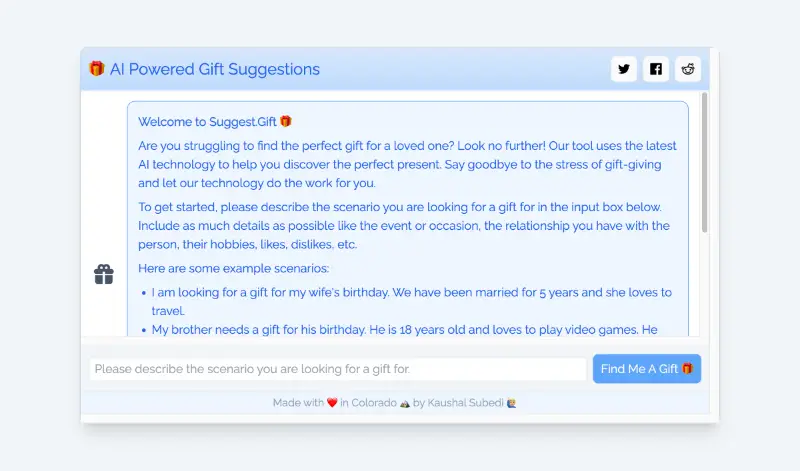 🎁 AI Powered Gift Suggestions
Welcome to Suggest.Gift 🎁
Are you struggling to find the perfect gift for a loved one? Look no further! Our tool uses the latest
AI technology to help you discover the perfect present. Say goodbye to the stress of gift-giving
and let our technology do the work for you.
To get started, please describe the scenario you are looking for a gift for in the input box below.
Include as much details as possible like the event or occasion, the relationship you have with the
person, their hobbies, likes, dislikes, etc.
Here are some example scenarios:
• I am looking for a gift for my wife's birthday. We have been married for 5 years and she loves to
travel.
• My brother needs a gift for his birthday. He is 18 years old and loves to play video games. He
Please describe the scenario you are looking for a gift for.
Find Me A Gift 🎁
Made with ❤️ in Colorado 🏔️ by Kaushal Subedi 👨🏽‍💻